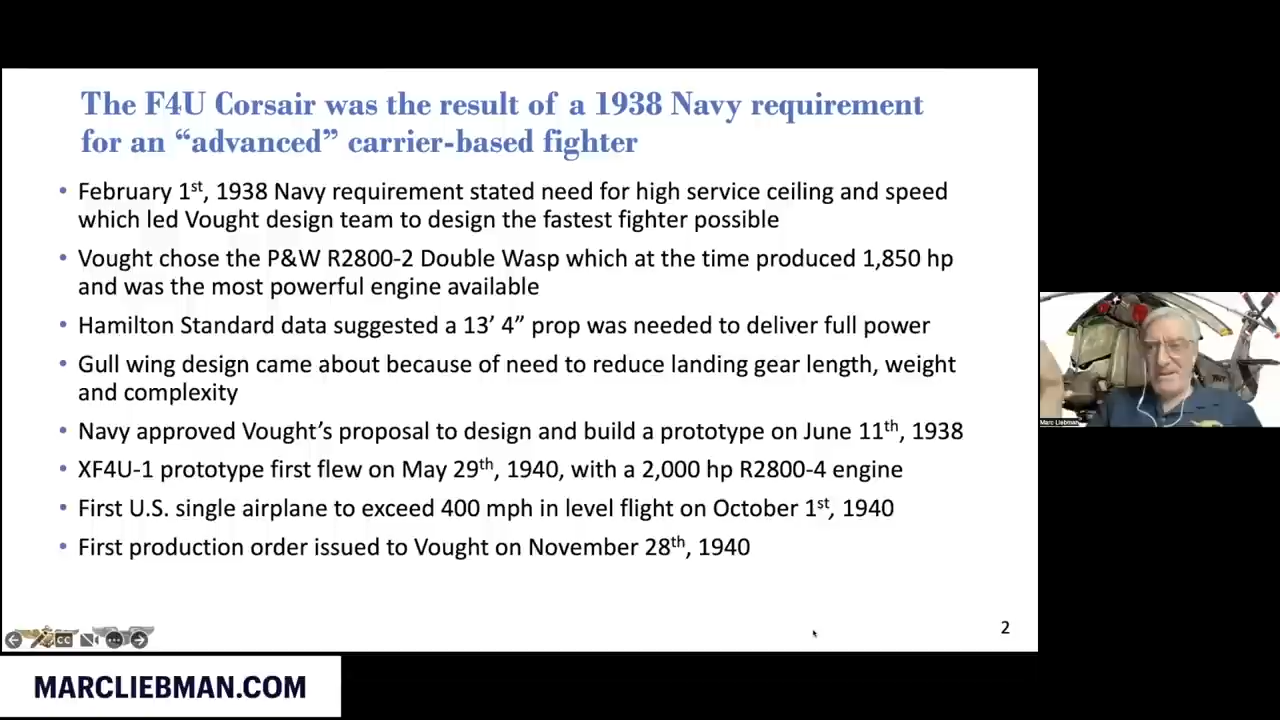 The F4U Corsair was the result of a 1938 Navy requirement
for an “advanced” carrier-based fighter
• February 1st, 1938 Navy requirement stated need for high service ceiling and speed
which led Vought design team to design the fastest fighter possible
• Vought chose the P&W R2800-2 Double Wasp which at the time produced 1,850 hp
and was the most powerful engine available
• Hamilton Standard data suggested a 13’ 4” prop was needed to deliver full power
• Gull wing design came about because of need to reduce landing gear length, weight
and complexity
• Navy approved Vought’s proposal to design and build a prototype on June 11th, 1938
• XF4U-1 prototype first flew on May 29th, 1940, with a 2,000 hp R2800-4 engine
• First U.S. single airplane to exceed 400 mph in level flight on October 1st, 1940
• First production order issued to Vought on November 28th, 1940
Marc Liebman
2
CC
MARCLIEBMAN.COM